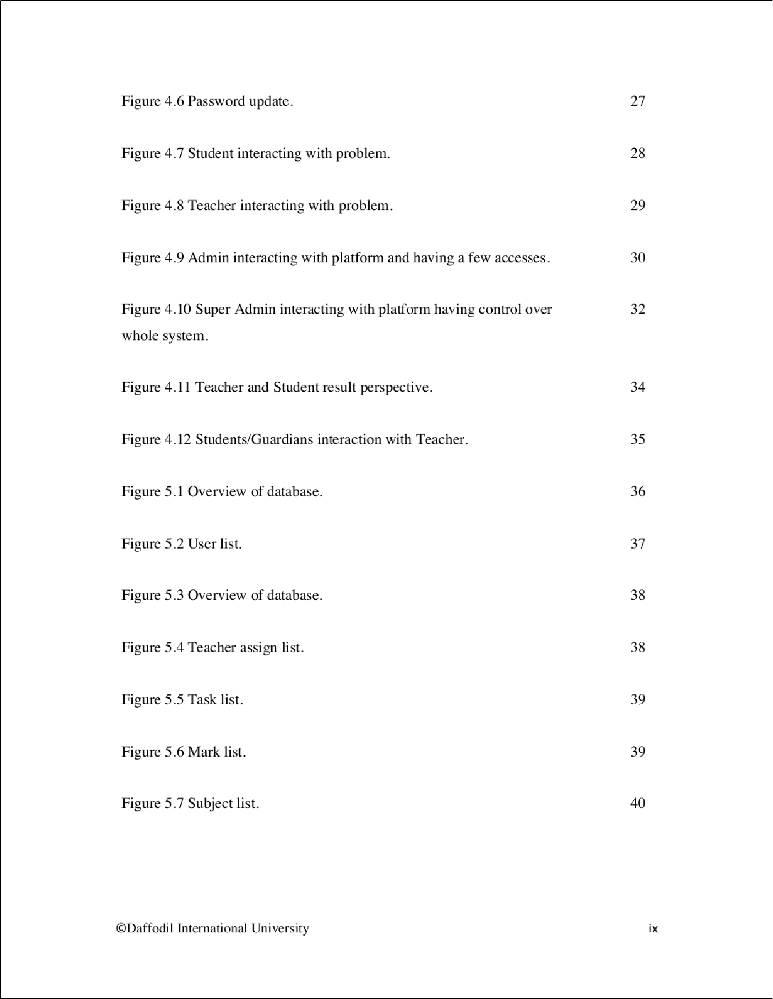 Figure 4.6 Password update. 27
Figure 4.7 Student interacting with problem. 28
Figure 4.8 Teacher interacting with problem. 29
Figure 4.9 Admin interacting with platform and having a few accesses. 30
Figure 4.10 Super Admin interacting with platform having control over 32
whole system.
Figure 4.11 Teacher and Student result perspective. 34
Figure 4.12 Students/Guardians interaction with Teacher. 35
Figure 5.1 Overview of database. 36
Figure 5.2 User list. 37
Figure 5.3 Overview of database. 38
Figure 5.4 Teacher assign list. 38
Figure 5.5 Task list. 39
Figure 5.6 Mark list. 39
Figure 5.7 Subject list. 40
©Daffodil International University ix